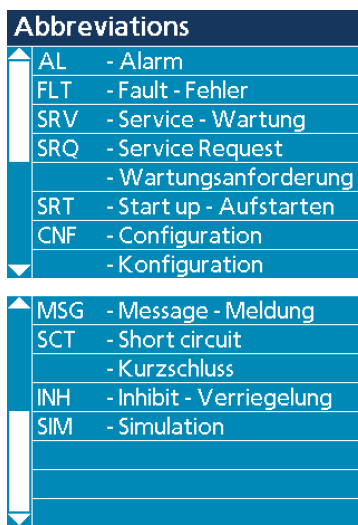 Abbreviations
AL - Alarm
FLT - Fault - Fehler
SRV - Service - Wartung
SRQ - Service Request
- Wartungsanforderung
SRT - Start up - Aufstarten
CNF - Configuration
- Konfiguration
MSG - Message - Meldung
SCT - Short circuit
- Kurzschluss
INH - Inhibit - Verriegelung
SIM - Simulation